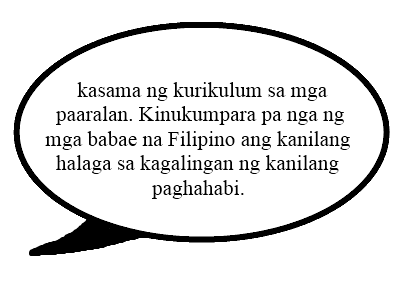 kasama ng kurikulum sa mga
paaralan. Kinukumpara pa nga ng
mga babae na Filipino ang kanilang
halaga sa kagalingan ng kanilang
paghahabi.